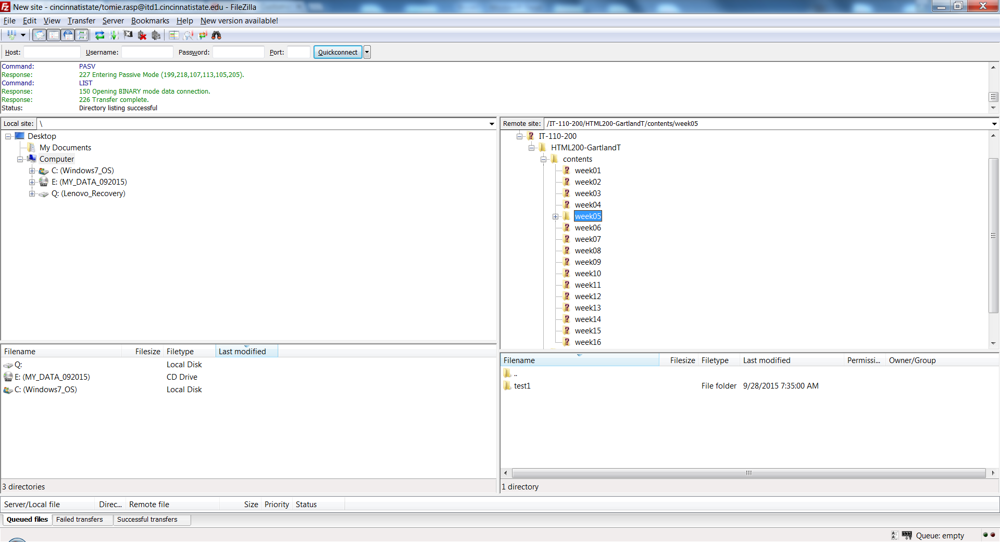 New site - cincinnatistate/tomie.rasp@itd1.cincinnatistate.edu - FileZilla
File Edit View Transfer Server Bookmarks Help New version available!
Host: Username: Password: Port: Quickconnect
Command: PASV
Response: 227 Entering Passive Mode (199,218,107,113,105,205).
Command: LIST
Response: 150 Opening BINARY mode data connection.
Response: 226 Transfer complete.
Status: Directory listing successful
Local site: \
Desktop
My Documents
Computer
C: (Windows7_OS)
E: (MY_DATA_092015)
Q: (Lenovo_Recovery)
Filename Filesize Filetype Last modified
Q: Local Disk
E: (MY_DATA_092015) CD Drive
C: (Windows7_OS) Local Disk
3 directories
Remote site: /IT-110-200/HTML200-GartlandT/contents/week05
IT-110-200
HTML200-GartlandT
contents
week01
week02
week03
week04
week05
week06
week07
week08
week09
week10
week11
week12
week13
week14
week15
week16
Filename Filesize Filetype Last modified Permissi... Owner/Group
..
test1 File folder 9/28/2015 7:35:00 AM
1 directory
Server/Local file Direc... Remote file Size Priority Status
Queued files Failed transfers Successful transfers
Queue: empty